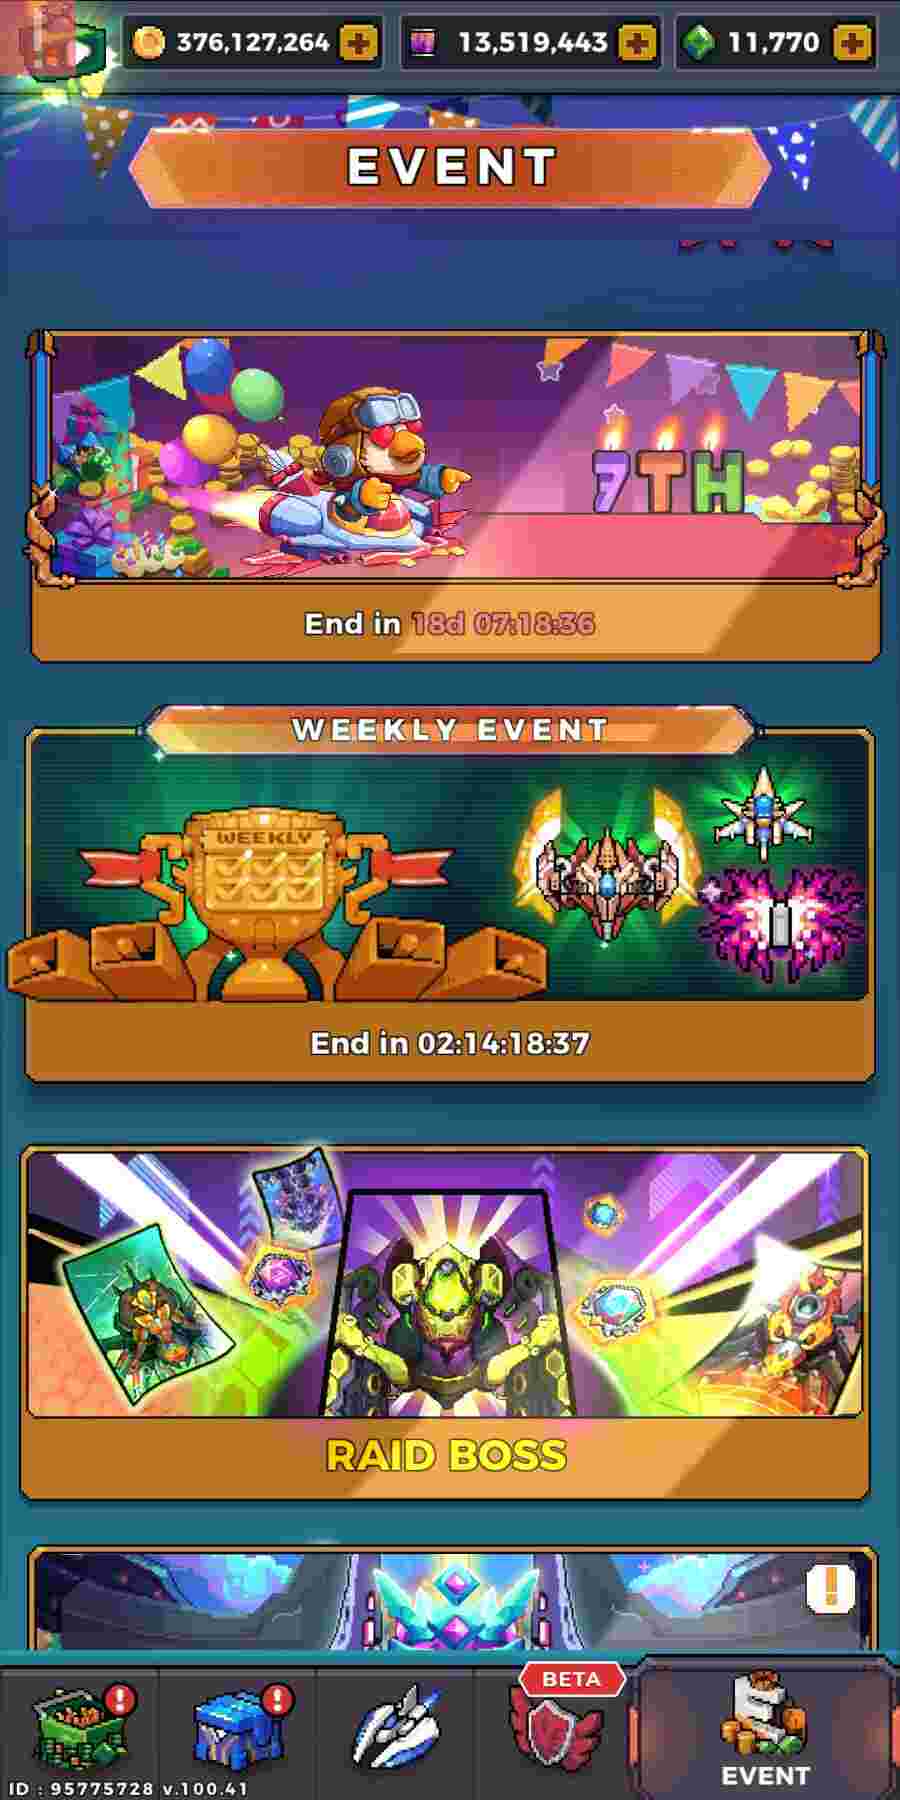 376,127,264
13,519,443
11,770
EVENT
7TH
End in 18d 07:18:36
WEEKLY EVENT
WEEKLY
End in 02:14:18:37
RAID BOSS
BETA
EVENT
ID : 95775728 v.100.41